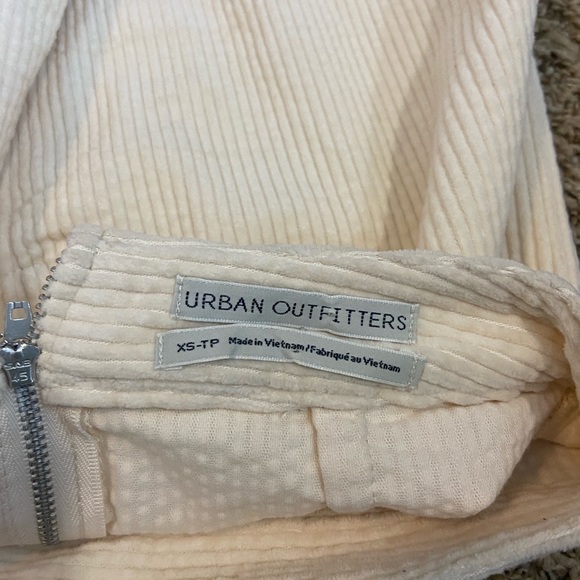 URBAN OUTFITTERS
XS-TP Made in Vietnam/Fabriqué au Vietnam